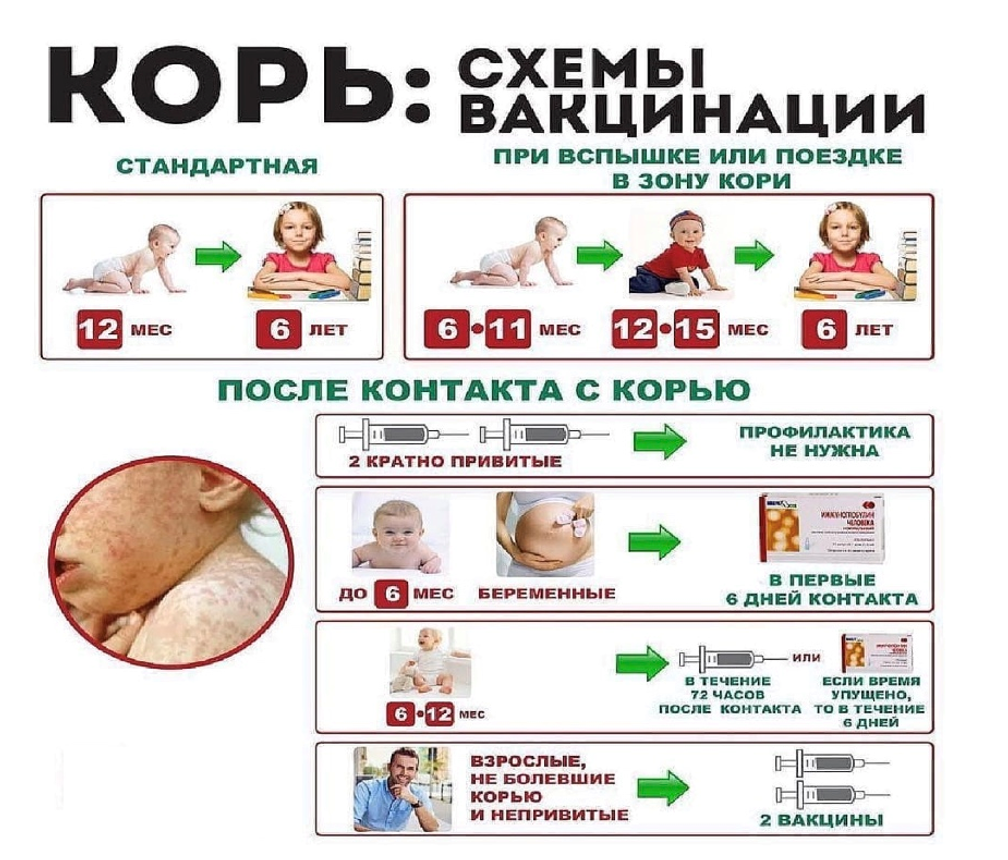 КОРЬ: СХЕМЫ
ВАКЦИНАЦИИ
СТАНДАРТНАЯ
ПРИ ВСПЫШКЕ ИЛИ ПОЕЗДКЕ
В ЗОНУ КОРИ
12 МЕС
6 ЛЕТ
6•11 МЕС
12•15 МЕС
6 ЛЕТ
ПОСЛЕ КОНТАКТА С КОРЬЮ
2 КРАТНО ПРИВИТЫЕ
ПРОФИЛАКТИКА
НЕ НУЖНА
ДО 6 МЕС
БЕРЕМЕННЫЕ
ИММУНОГЛОБУЛИН
ЧЕЛОВЕКА
В ПЕРВЫЕ
6 ДНЕЙ КОНТАКТА
6•12 МЕС
ИЛИ
В ТЕЧЕНИЕ
72 ЧАСОВ
ПОСЛЕ КОНТАКТА
ЕСЛИ ВРЕМЯ
УПУЩЕНО,
ТО В ТЕЧЕНИЕ
6 ДНЕЙ
ВЗРОСЛЫЕ,
НЕ БОЛЕВШИЕ
КОРЬЮ
И НЕПРИВИТЫЕ
2 ВАКЦИНЫ